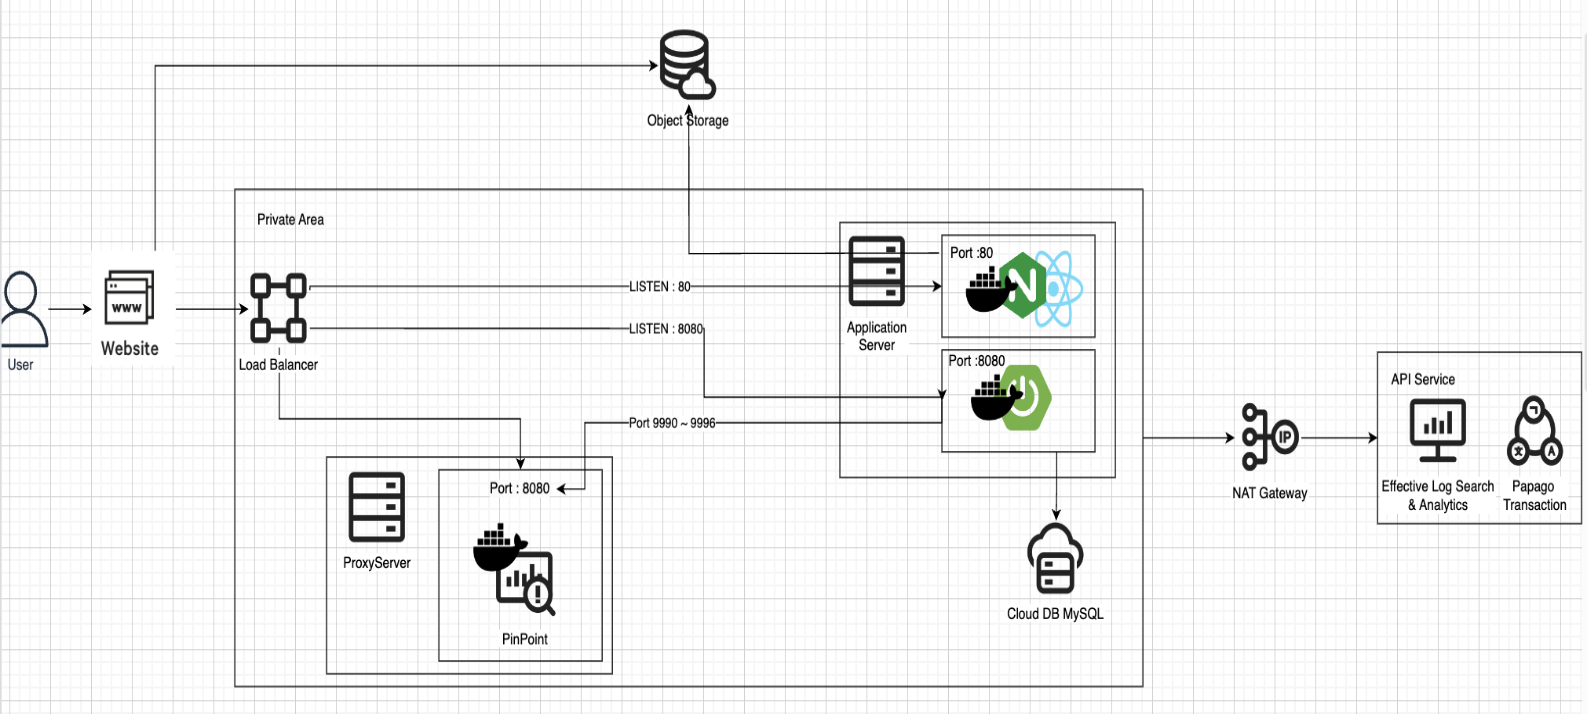 Object Storage
Private Area
Port :80
N
LISTEN : 80
www
LISTEN : 8080
Application
Server
Website
User
Load Balancer
Port :8080
API Service
Port 9990 ~ 9996
IP
文
A
Effective Log Search
& Analytics
Papago
Transaction
NAT Gateway
Port : 8080
ProxyServer
Cloud DB MySQL
PinPoint